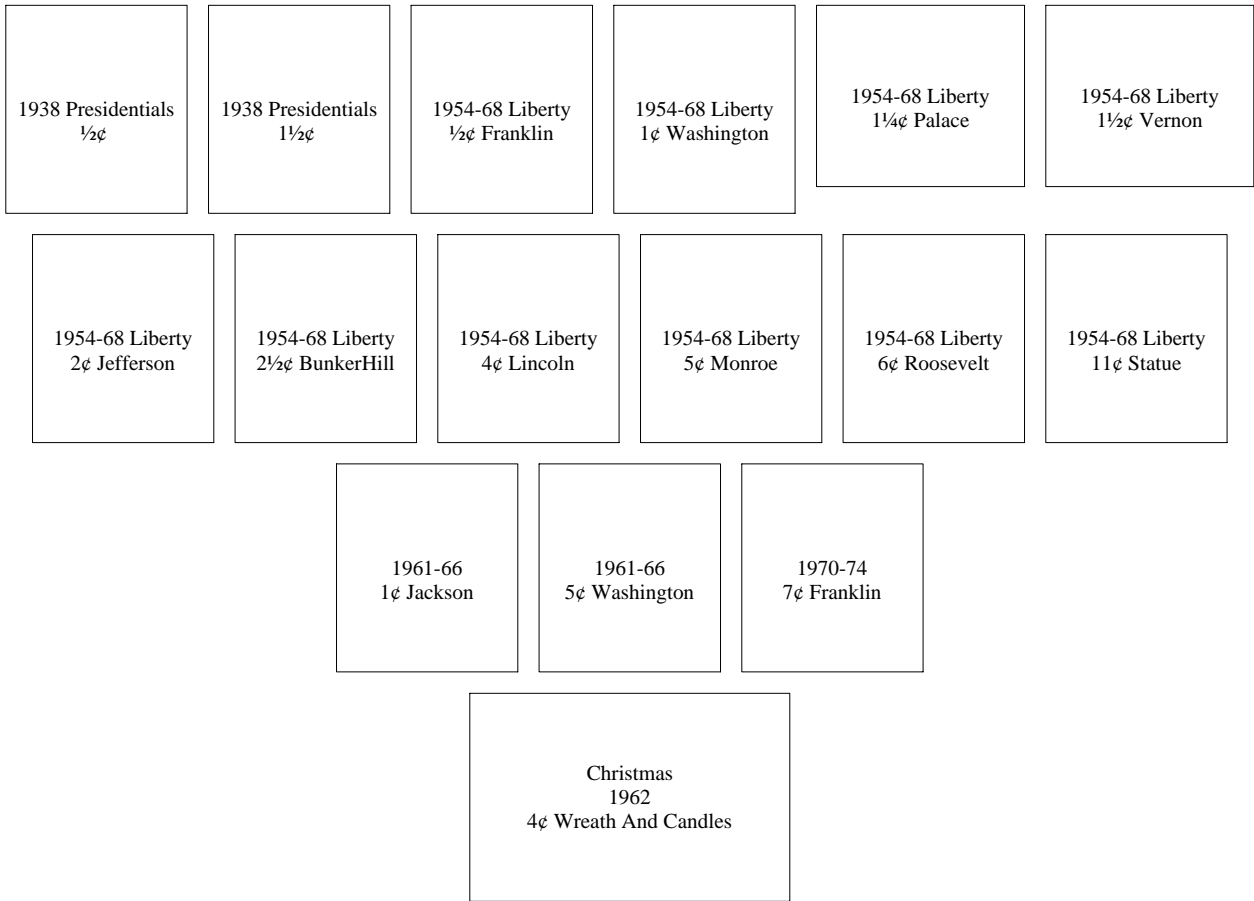 1938 Presidentials
½¢
1938 Presidentials
1½¢
1954-68 Liberty
½¢ Franklin
1954-68 Liberty
1¢ Washington
1954-68 Liberty
1¼¢ Palace
1954-68 Liberty
1½¢ Vernon
1954-68 Liberty
2¢ Jefferson
1954-68 Liberty
2½¢ BunkerHill
1954-68 Liberty
4¢ Lincoln
1954-68 Liberty
5¢ Monroe
1954-68 Liberty
6¢ Roosevelt
1954-68 Liberty
11¢ Statue
1961-66
1¢ Jackson
1961-66
5¢ Washington
1970-74
7¢ Franklin
Christmas
1962
4¢ Wreath And Candles